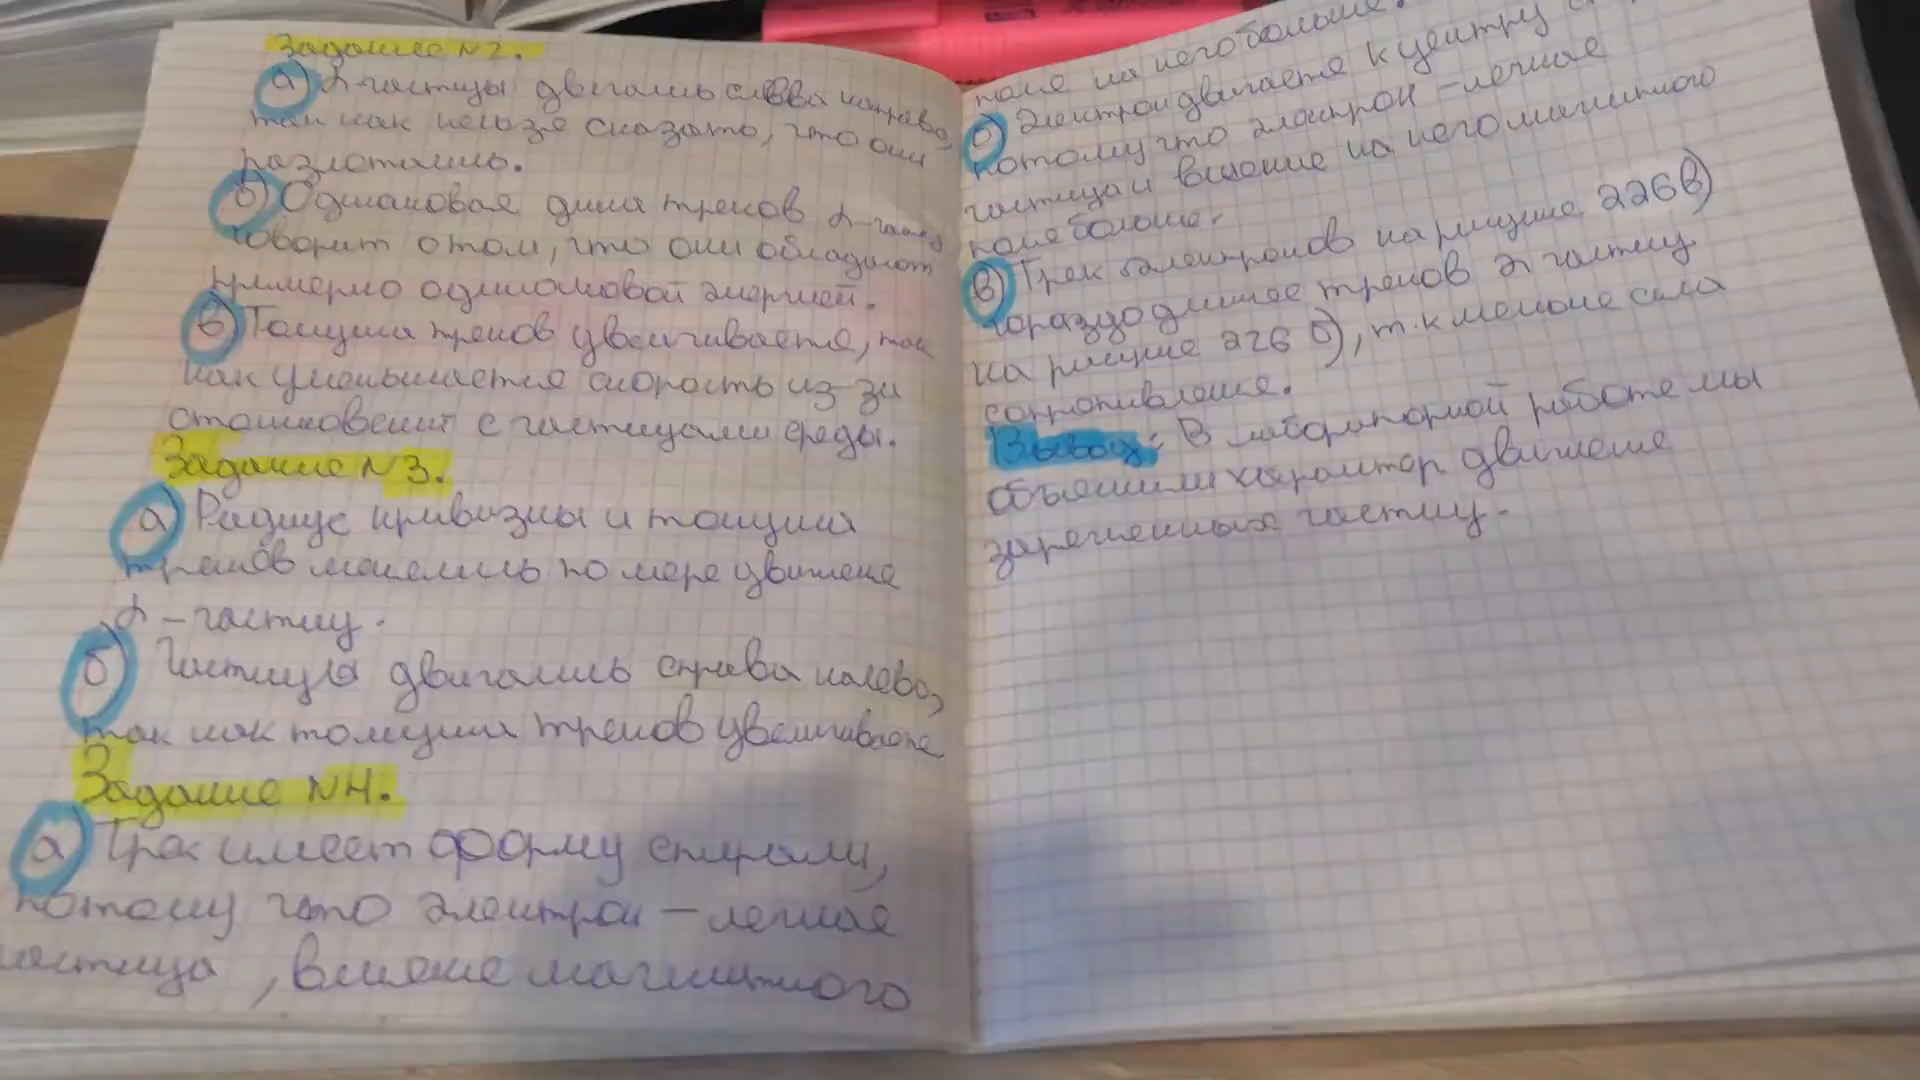 Задание №2.
а) α-частицы двигались слева направо,
так как нельзя сказать, что они
разлетались.
б) Одинаковая длина треков α-частиц
говорит о том, что они обладают
примерно одинаковой энергией.
в) Толщина треков увеличивается, так
как уменьшается скорость из-за
столкновений с частицами среды.
Задание №3.
а) Радиус кривизны и толщина
треков менялись по мере движения
α-частиц.
б) Частицы двигались справа налево,
так как толщина треков увеличивается
Задание №4.
а) Трек имеет форму спирали,
потому что электрон – легкая
частица, влияние магнитного
поле на него больше.
б) Электрон двигается к центру
потому что электрон – легкая
частица и влияние на него магнитного
поле больше.
в) Трек электронов на рисунке 226 в)
гораздо длиннее треков α частиц
на рисунке 226 б), т.к меньше сила
сопротивления.
Вывод: В лабораторной работе мы
объяснили характер движения
заряженных частиц.